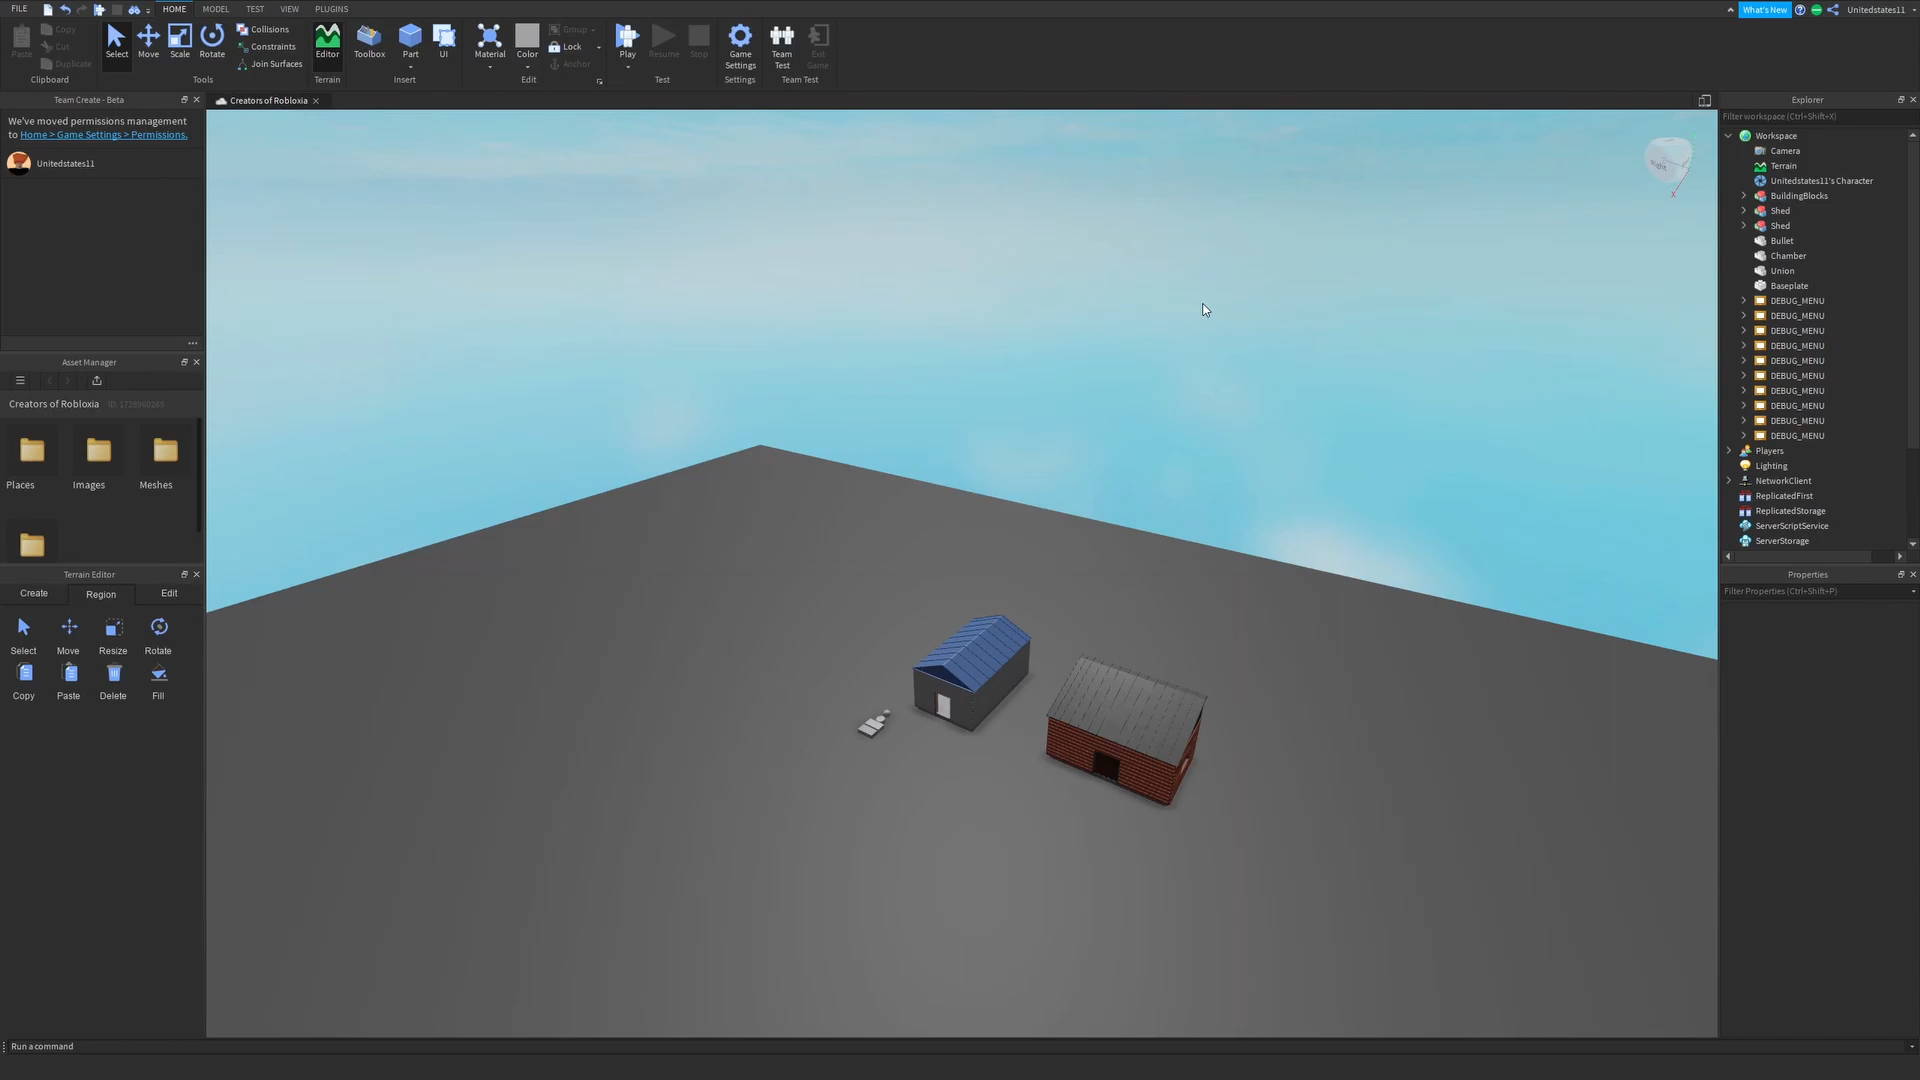 FILE HOME MODEL TEST VIEW PLUGINS What's New Unitedstates11
Paste Copy Cut Duplicate
Clipboard
Select Move Scale Rotate Collisions Constraints Join Surfaces
Tools
Editor
Terrain
Toolbox Part UI
Insert
Material Color Group Lock Anchor
Edit
Play Resume Stop
Test
Game Settings
Settings
Team Test Exit Game
Team Test
Team Create - Beta
We've moved permissions management
to Home > Game Settings > Permissions.
Unitedstates11
Asset Manager
Creators of Robloxia ID: 1728960269
Places Images Meshes
Terrain Editor
Create Region Edit
Select Move Resize Rotate
Copy Paste Delete Fill
Creators of Robloxia
Right
X
Explorer
Filter workspace (Ctrl+Shift+X)
Workspace
Camera
Terrain
Unitedstates11's Character
BuildingBlocks
Shed
Shed
Bullet
Chamber
Union
Baseplate
DEBUG_MENU
DEBUG_MENU
DEBUG_MENU
DEBUG_MENU
DEBUG_MENU
DEBUG_MENU
DEBUG_MENU
DEBUG_MENU
DEBUG_MENU
DEBUG_MENU
Players
Lighting
NetworkClient
ReplicatedFirst
ReplicatedStorage
ServerScriptService
ServerStorage
Properties
Filter Properties (Ctrl+Shift+P)
Run a command